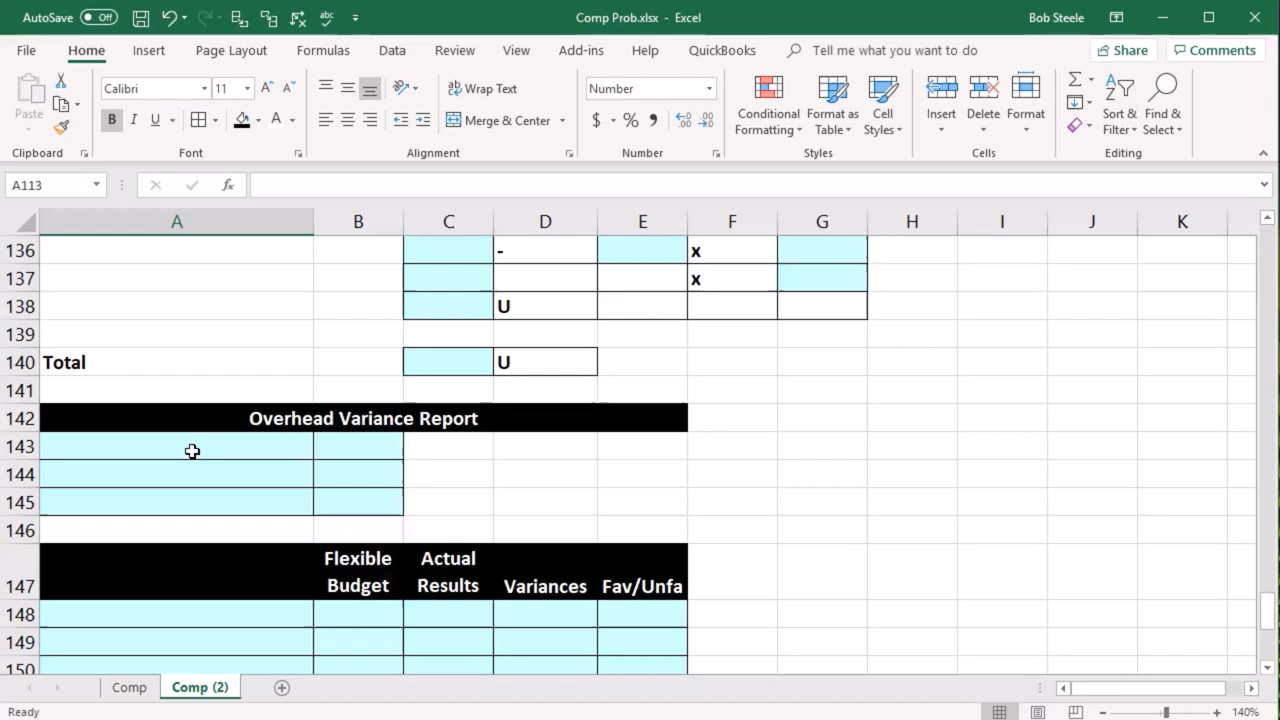 AutoSave Off Comp Prob.xlsx - Excel Bob Steele
File Home Insert Page Layout Formulas Data Review View Add-ins Help QuickBooks Tell me what you want to do Share Comments
Paste
Clipboard
Calibri 11
B I U A
Font
Wrap Text
Merge & Center
Alignment
Number
$ % ,
Number
Conditional Formatting
Format as Table
Cell Styles
Styles
Insert Delete Format
Cells
Sort & Filter
Find & Select
Editing
A113 fx
A B C D E F G H I J K
136 - x
137 x
138 U
139
140 Total U
141
142 Overhead Variance Report
143
144
145
146
147 Flexible Budget Actual Results Variances Fav/Unfa
148
149
150
Comp Comp (2)
Ready 140%